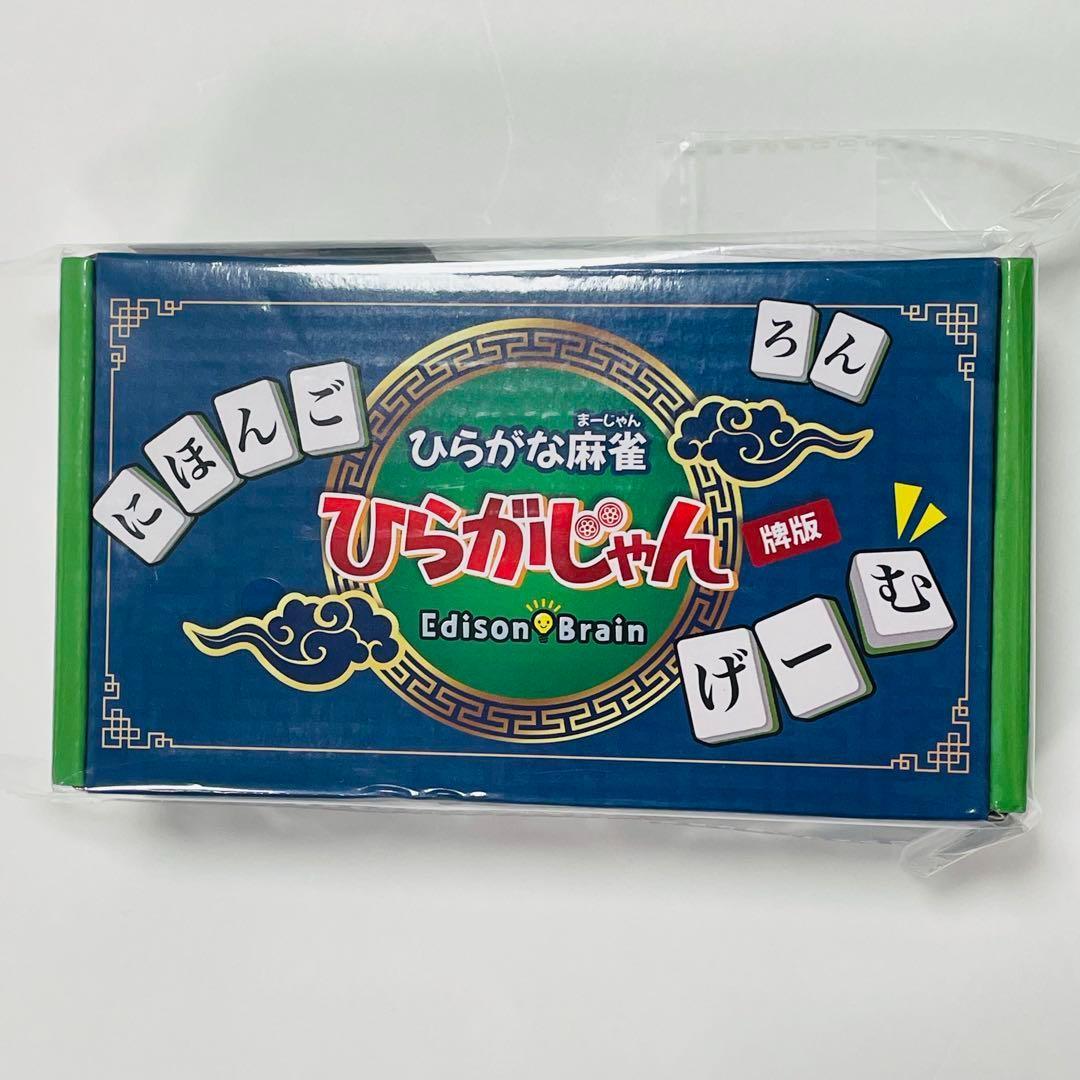 ろん
にほんご
まーじゃん
ひらがな麻雀
ひらがじゃん
牌版
Edison Brain
げーむ